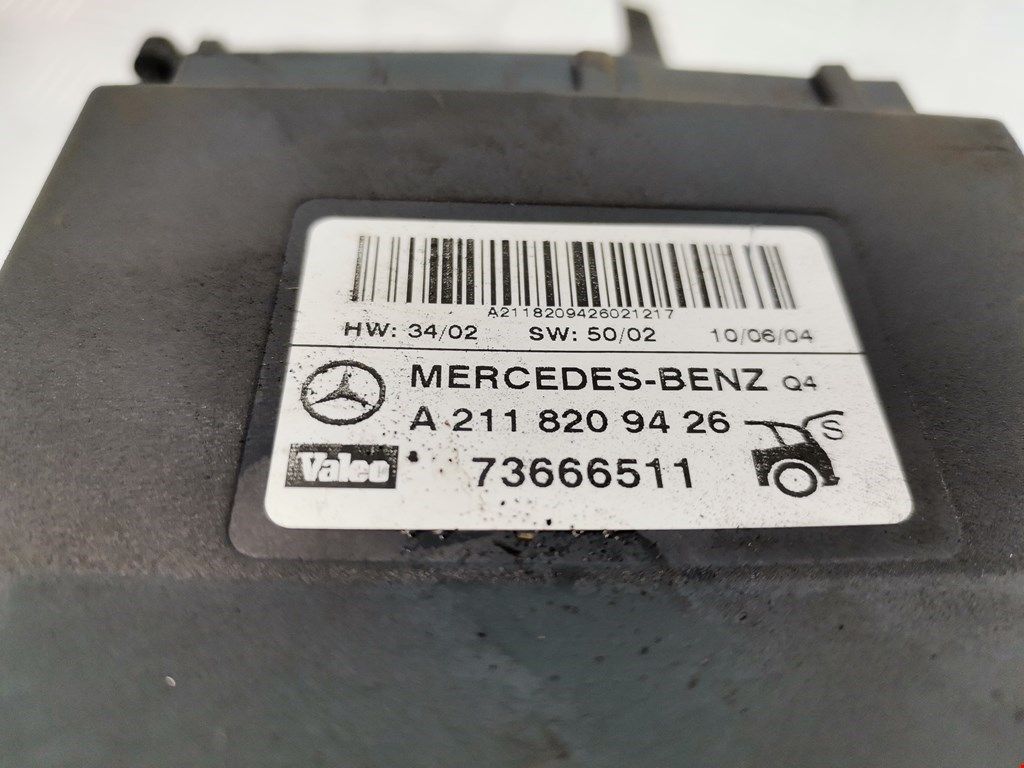 A2118209426021217
HW: 34/02 SW: 50/02 10/06/04
MERCEDES-BENZ Q4
A 211 820 94 26 S
Valeo 73666511